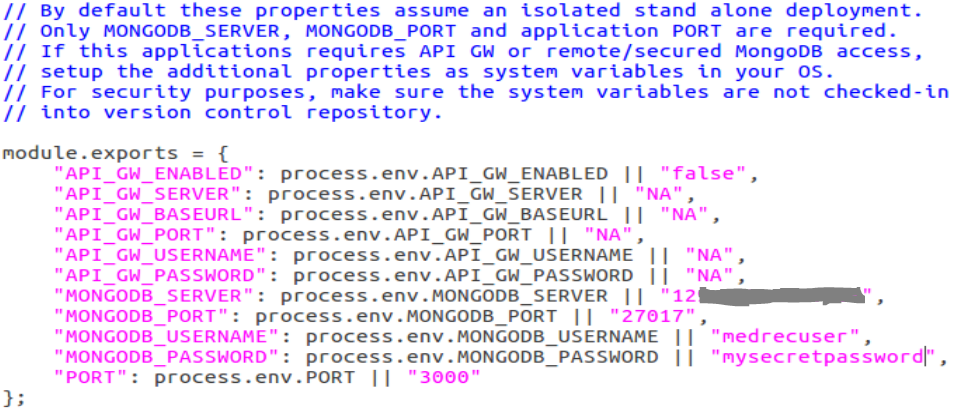 // By default these properties assume an isolated stand alone deployment.
// Only MONGODB_SERVER, MONGODB_PORT and application PORT are required.
// If this applications requires API GW or remote/secured MongoDB access,
// setup the additional properties as system variables in your OS.
// For security purposes, make sure the system variables are not checked-in
// into version control repository.
module.exports = {
"API_GW_ENABLED": process.env.API_GW_ENABLED || "false",
"API_GW_SERVER": process.env.API_GW_SERVER || "NA",
"API_GW_BASEURL": process.env.API_GW_BASEURL || "NA",
"API_GW_PORT": process.env.API_GW_PORT || "NA",
"API_GW_USERNAME": process.env.API_GW_USERNAME || "NA",
"API_GW_PASSWORD": process.env.API_GW_PASSWORD || "NA",
"MONGODB_SERVER": process.env.MONGODB_SERVER || "12 ",
"MONGODB_PORT": process.env.MONGODB_PORT || "27017",
"MONGODB_USERNAME": process.env.MONGODB_USERNAME || "medrecuser",
"MONGODB_PASSWORD": process.env.MONGODB_PASSWORD || "mysecretpassword",
"PORT": process.env.PORT || "3000"
};